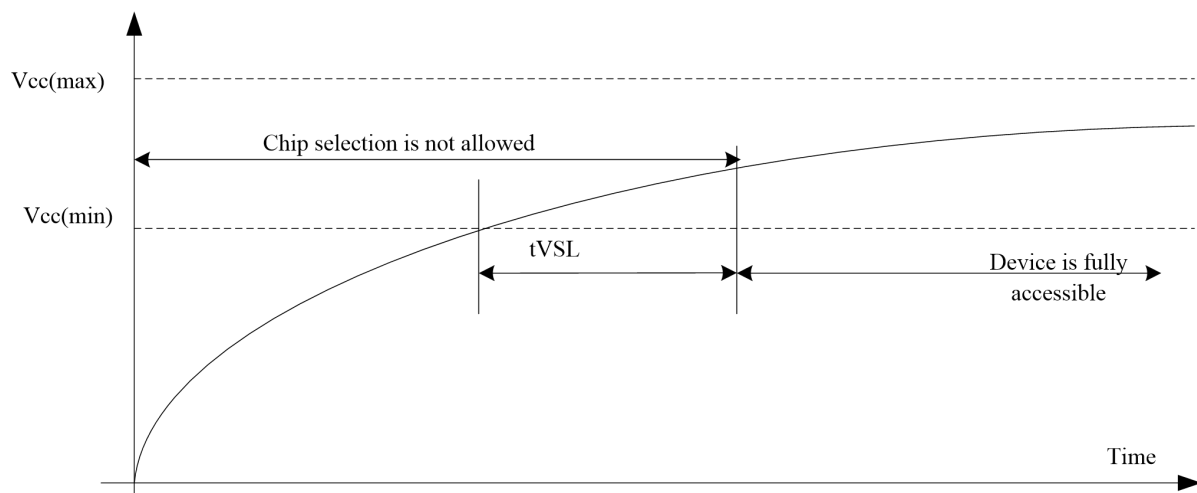 Vcc(max)
Chip selection is not allowed
Vcc(min)
tVSL
Device is fully
accessible
Time